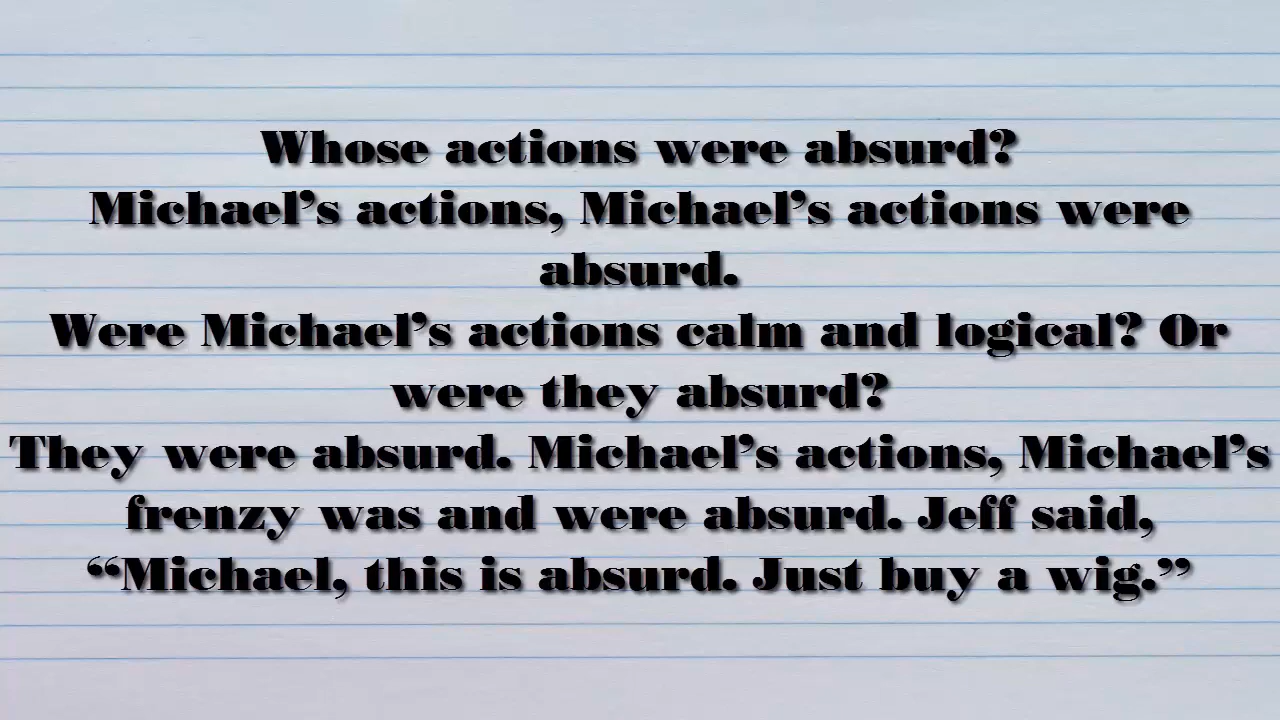 Whose actions were absurd?
Michael’s actions, Michael’s actions were
absurd.
Were Michael’s actions calm and logical? Or
were they absurd?
They were absurd. Michael’s actions, Michael’s
frenzy was and were absurd. Jeff said,
“Michael, this is absurd. Just buy a wig.”